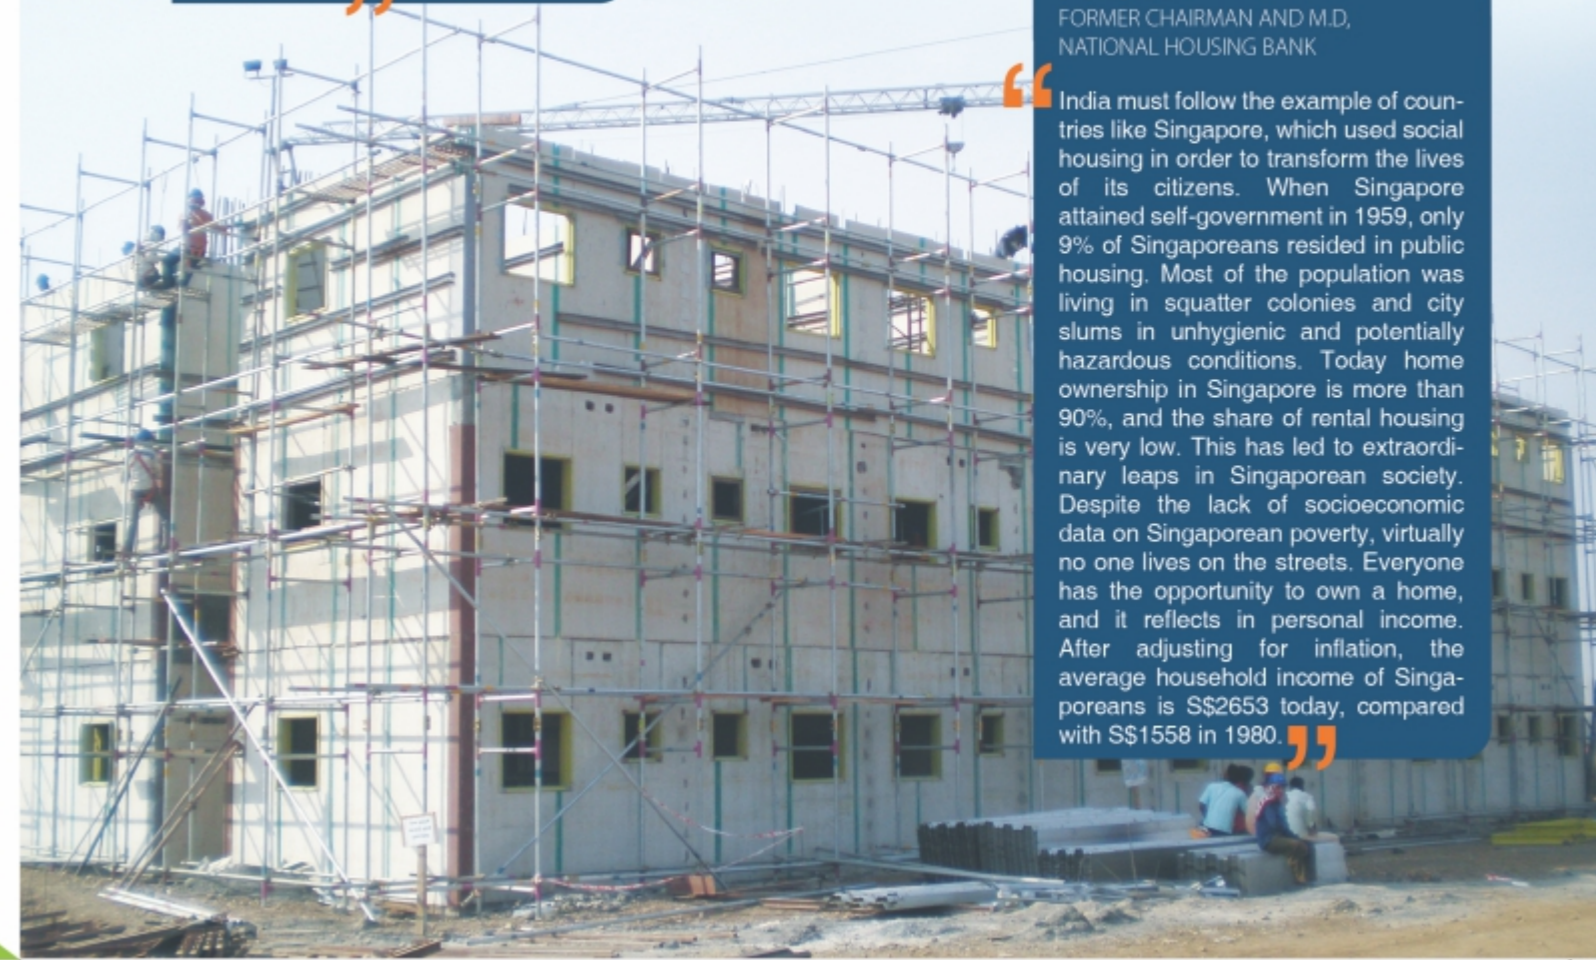 FORMER CHAIRMAN AND M.D,
NATIONAL HOUSING BANK
“India must follow the example of coun-
tries like Singapore, which used social
housing in order to transform the lives
of its citizens. When Singapore
attained self-government in 1959, only
9% of Singaporeans resided in public
housing. Most of the population was
living in squatter colonies and city
slums in unhygienic and potentially
hazardous conditions. Today home
ownership in Singapore is more than
90%, and the share of rental housing
is very low. This has led to extraordi-
nary leaps in Singaporean society.
Despite the lack of socioeconomic
data on Singaporean poverty, virtually
no one lives on the streets. Everyone
has the opportunity to own a home,
and it reflects in personal income.
After adjusting for inflation, the
average household income of Singa-
poreans is S$2653 today, compared
with S$1558 in 1980.”